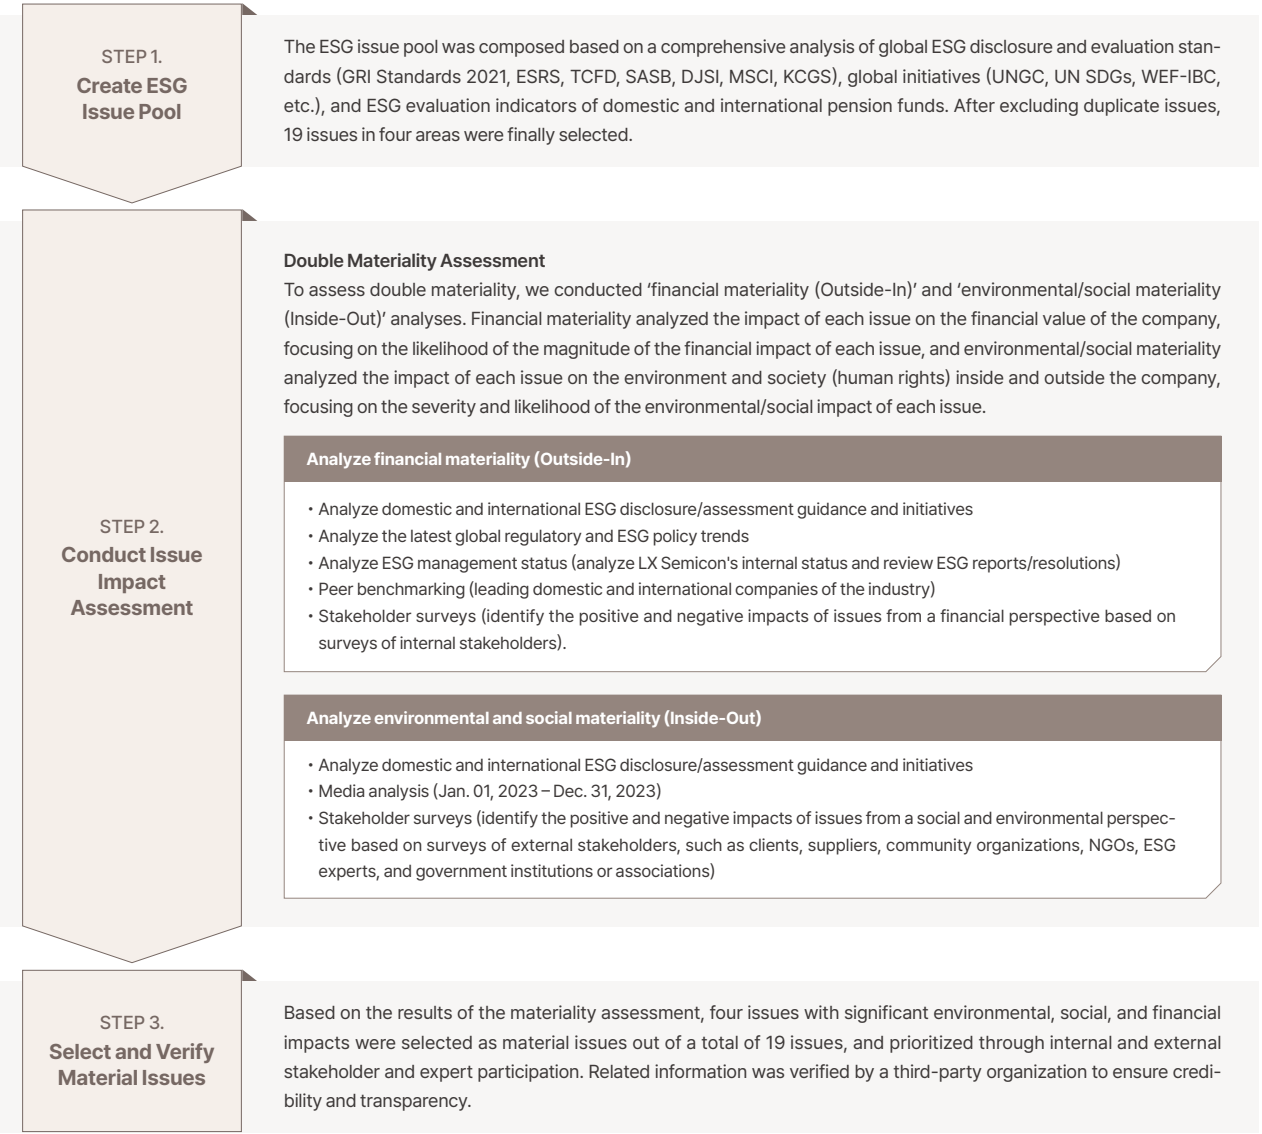 STEP 1.
Create ESG
Issue Pool
The ESG issue pool was composed based on a comprehensive analysis of global ESG disclosure and evaluation stan-
dards (GRI Standards 2021, ESRS, TCFD, SASB, DJSI, MSCI, KCGS), global initiatives (UNGC, UN SDGs, WEF-IBC,
etc.), and ESG evaluation indicators of domestic and international pension funds. After excluding duplicate issues,
19 issues in four areas were finally selected.
STEP 2.
Conduct Issue
Impact
Assessment
Double Materiality Assessment
To assess double materiality, we conducted ‘financial materiality (Outside-In)’ and ‘environmental/social materiality
(Inside-Out)’ analyses. Financial materiality analyzed the impact of each issue on the financial value of the company,
focusing on the likelihood of the magnitude of the financial impact of each issue, and environmental/social materiality
analyzed the impact of each issue on the environment and society (human rights) inside and outside the company,
focusing on the severity and likelihood of the environmental/social impact of each issue.
Analyze financial materiality (Outside-In)
• Analyze domestic and international ESG disclosure/assessment guidance and initiatives
• Analyze the latest global regulatory and ESG policy trends
• Analyze ESG management status (analyze LX Semicon's internal status and review ESG reports/resolutions)
• Peer benchmarking (leading domestic and international companies of the industry)
• Stakeholder surveys (identify the positive and negative impacts of issues from a financial perspective based on
surveys of internal stakeholders).
Analyze environmental and social materiality (Inside-Out)
• Analyze domestic and international ESG disclosure/assessment guidance and initiatives
• Media analysis (Jan. 01, 2023 – Dec. 31, 2023)
• Stakeholder surveys (identify the positive and negative impacts of issues from a social and environmental perspec-
tive based on surveys of external stakeholders, such as clients, suppliers, community organizations, NGOs, ESG
experts, and government institutions or associations)
STEP 3.
Select and Verify
Material Issues
Based on the results of the materiality assessment, four issues with significant environmental, social, and financial
impacts were selected as material issues out of a total of 19 issues, and prioritized through internal and external
stakeholder and expert participation. Related information was verified by a third-party organization to ensure credi-
bility and transparency.